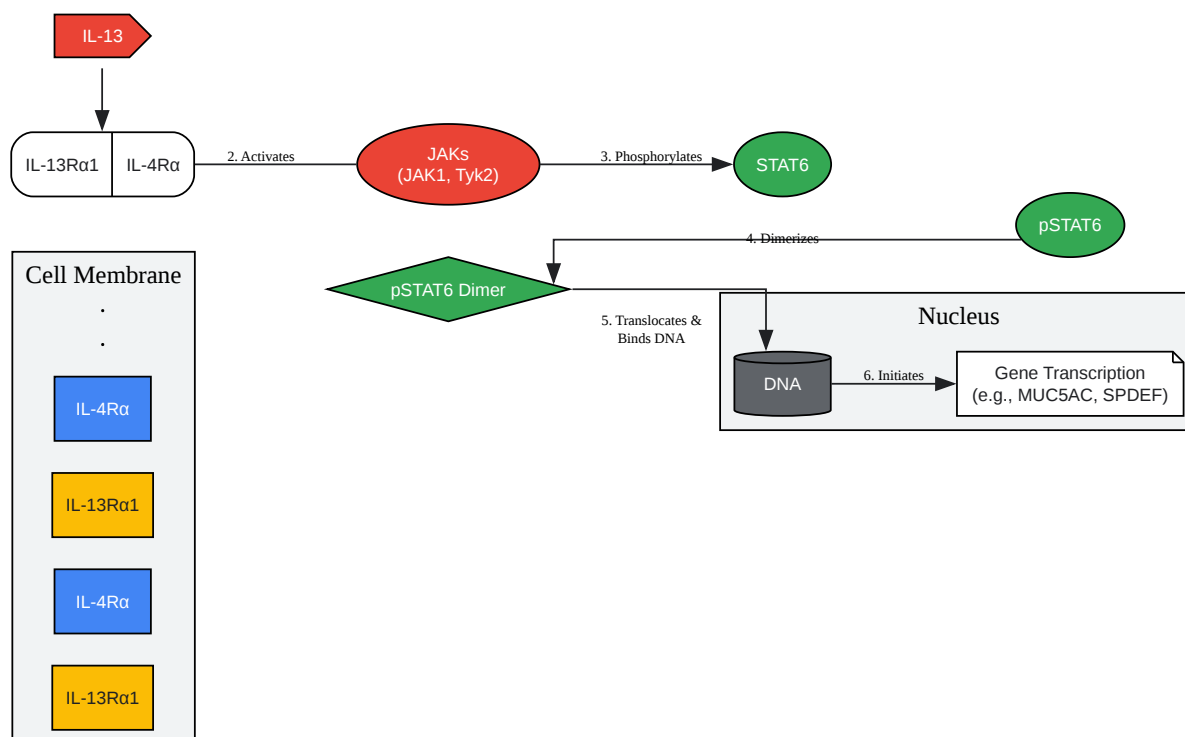 IL-13
IL-13Rα1
IL-4Rα
2. Activates
JAKs
(JAK1, Tyk2)
3. Phosphorylates
STAT6
pSTAT6
4. Dimerizes
pSTAT6 Dimer
5. Translocates &
Binds DNA
Nucleus
DNA
6. Initiates
Gene Transcription
(e.g., MUC5AC, SPDEF)
Cell Membrane
.
.
IL-4Rα
IL-13Rα1
IL-4Rα
IL-13Rα1